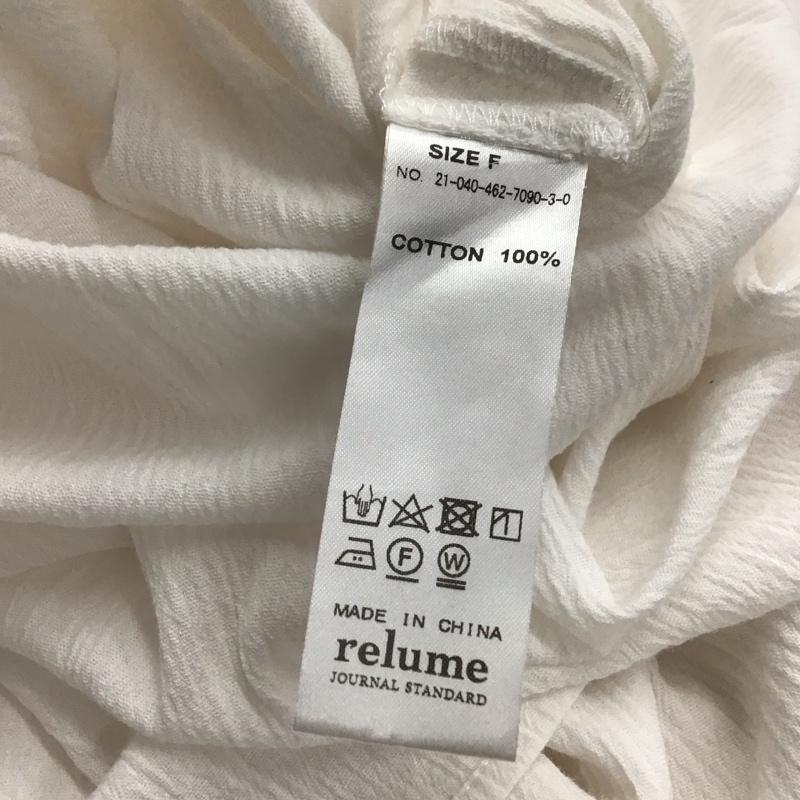 SIZE F
NO. 21-040-462-7090-3-0
COTTON 100%
F W
MADE IN CHINA
relume
JOURNAL STANDARD